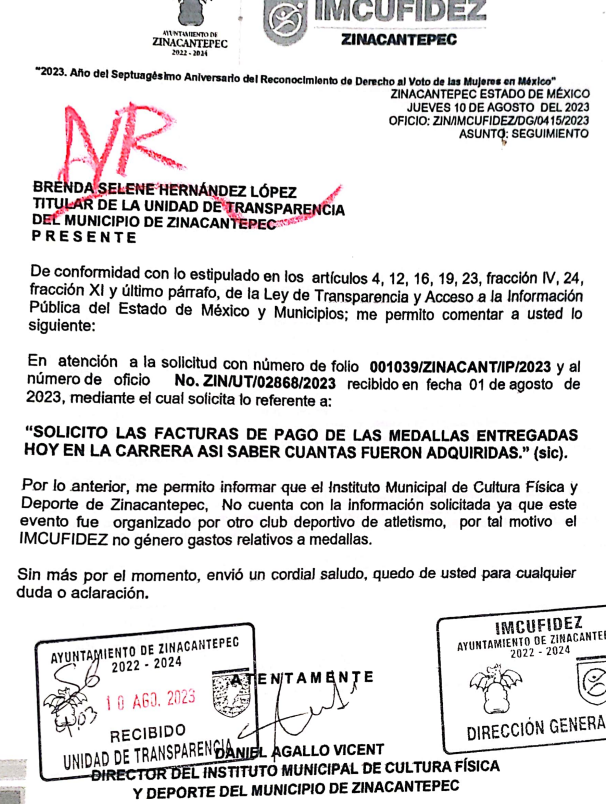 AYUNTAMIENTO DE
ZINACANTEPEC
2022 - 2024
IMCUFIDEZ
ZINACANTEPEC
"2023. Año del Septuagésimo Aniversario del Reconocimiento de Derecho al Voto de las Mujeres en México"
ZINACANTEPEC ESTADO DE MÉXICO
JUEVES 10 DE AGOSTO DEL 2023
OFICIO: ZIN/IMCUFIDEZ/DG/0415/2023
ASUNTO: SEGUIMIENTO
BRENDA SELENE HERNÁNDEZ LÓPEZ
TITULAR DE LA UNIDAD DE TRANSPARENCIA
DEL MUNICIPIO DE ZINACANTEPEC
P R E S E N T E
De conformidad con lo estipulado en los artículos 4, 12, 16, 19, 23, fracción IV, 24,
fracción XI y último párrafo, de la Ley de Transparencia y Acceso a la Información
Pública del Estado de México y Municipios; me permito comentar a usted lo
siguiente:
En atención a la solicitud con número de folio 001039/ZINACANT/IP/2023 y al
número de oficio No. ZIN/UT/02868/2023 recibido en fecha 01 de agosto de
2023, mediante el cual solicita lo referente a:
"SOLICITO LAS FACTURAS DE PAGO DE LAS MEDALLAS ENTREGADAS
HOY EN LA CARRERA ASI SABER CUANTAS FUERON ADQUIRIDAS." (sic).
Por lo anterior, me permito informar que el Instituto Municipal de Cultura Física y
Deporte de Zinacantepec, No cuenta con la información solicitada ya que este
evento fue organizado por otro club deportivo de atletismo, por tal motivo el
IMCUFIDEZ no género gastos relativos a medallas.
Sin más por el momento, envió un cordial saludo, quedo de usted para cualquier
duda o aclaración.
AYUNTAMIENTO DE ZINACANTEPEC
2022 - 2024
10 AGO. 2023
RECIBIDO
UNIDAD DE TRANSPARENCIA
IMCUFIDEZ
AYUNTAMIENTO DE ZINACANTE
2022 - 2024
DIRECCIÓN GENERA
A T E N T A M E N T E
DANIEL AGALLO VICENT
DIRECTOR DEL INSTITUTO MUNICIPAL DE CULTURA FÍSICA
Y DEPORTE DEL MUNICIPIO DE ZINACANTEPEC